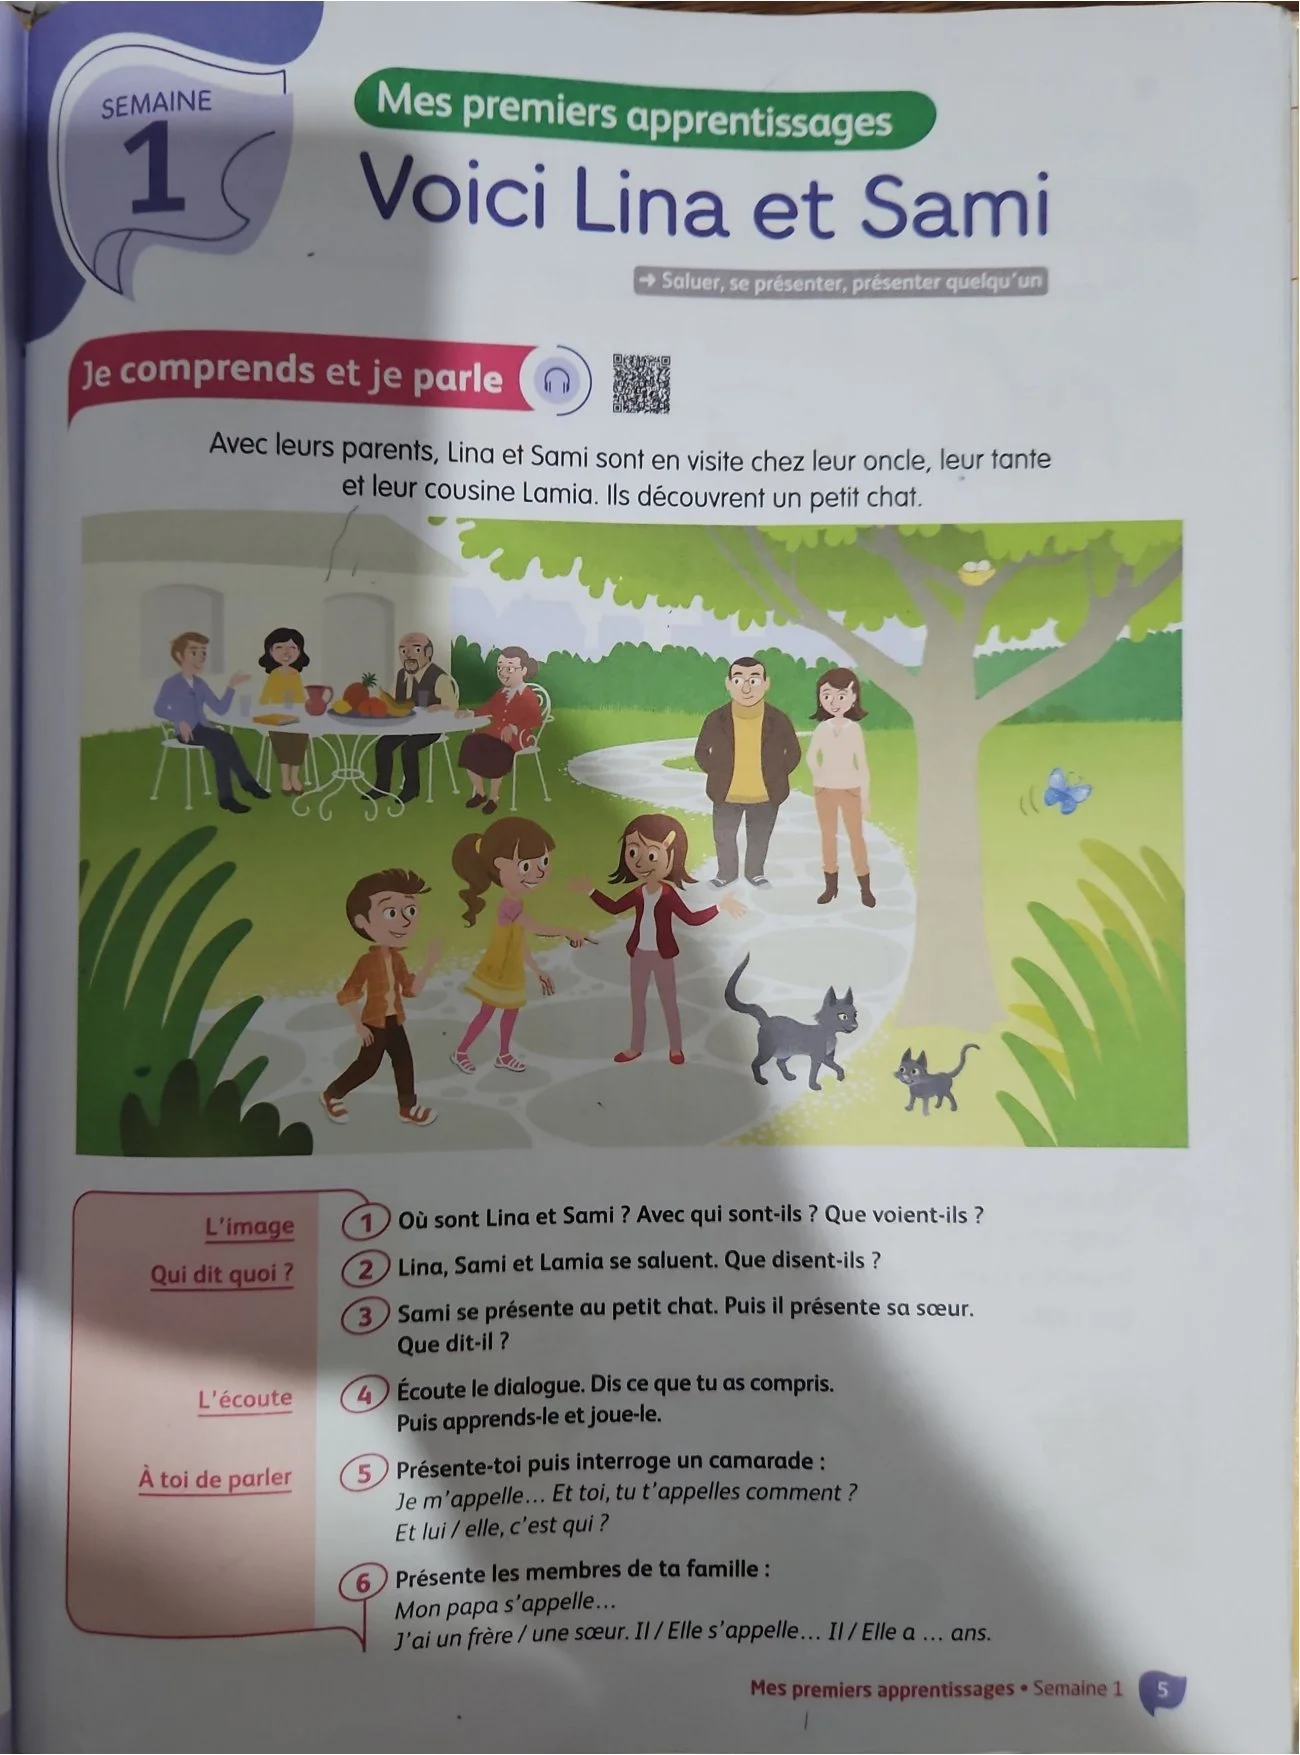 SEMAINE
1
Mes premiers apprentissages
Voici Lina et Sami
→ Saluer, se présenter, présenter quelqu'un
Je comprends et je parle
Avec leurs parents, Lina et Sami sont en visite chez leur oncle, leur tante
et leur cousine Lamia. Ils découvrent un petit chat.
L'image
1 Où sont Lina et Sami ? Avec qui sont-ils ? Que voient-ils ?
Qui dit quoi ?
2 Lina, Sami et Lamia se saluent. Que disent-ils ?
3 Sami se présente au petit chat. Puis il présente sa sœur.
Que dit-il ?
L'écoute
4 Écoute le dialogue. Dis ce que tu as compris.
Puis apprends-le et joue-le.
À toi de parler
5 Présente-toi puis interroge un camarade :
Je m'appelle... Et toi, tu t'appelles comment ?
Et lui / elle, c'est qui ?
6 Présente les membres de ta famille :
Mon papa s'appelle...
J'ai un frère / une sœur. Il / Elle s'appelle... Il / Elle a ... ans.
Mes premiers apprentissages • Semaine 1
5